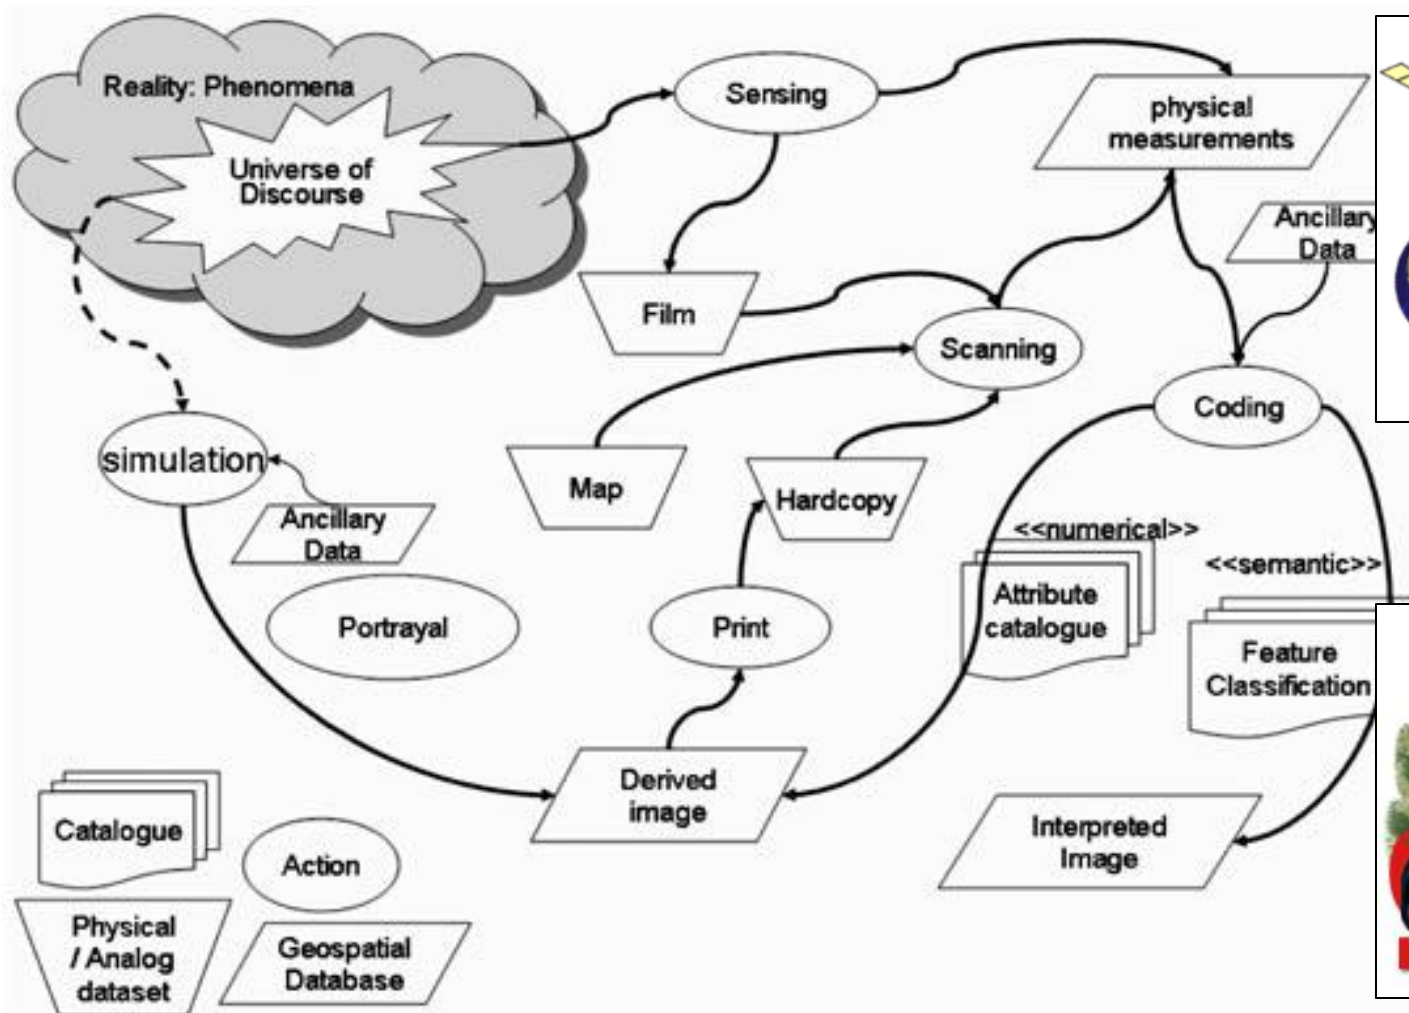 Reality: Phenomena
Universe of
Discourse
Sensing
physical
measurements
Ancillary
Data
Film
Scanning
Coding
simulation
Ancillary
Data
Map
Hardcopy
<<numerical>>
Attribute
catalogue
<<semantic>>
Feature
Classification
Portrayal
Print
Derived
image
Interpreted
Image
Catalogue
Action
Physical
/ Analog
dataset
Geospatial
Database